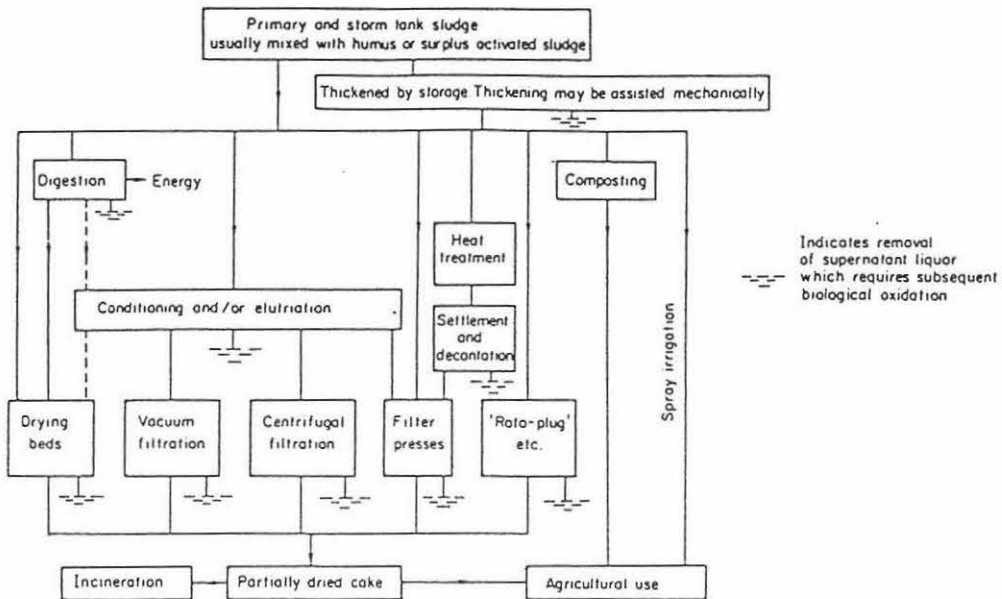 Primary and storm tank sludge
usually mixed with humus or surplus activated sludge
Thickened by storage. Thickening may be assisted mechanically
Digestion
Energy
Composting
Heat
treatment
Indicates removal
of supernatant liquor
which requires subsequent
biological oxidation
Conditioning and/or elutriation
Settlement
and
decantation
Spray irrigation
Drying
beds
Vacuum
filtration
Centrifugal
filtration
Filter
presses
'Roto-plug'
etc.
Incineration
Partially dried cake
Agricultural use